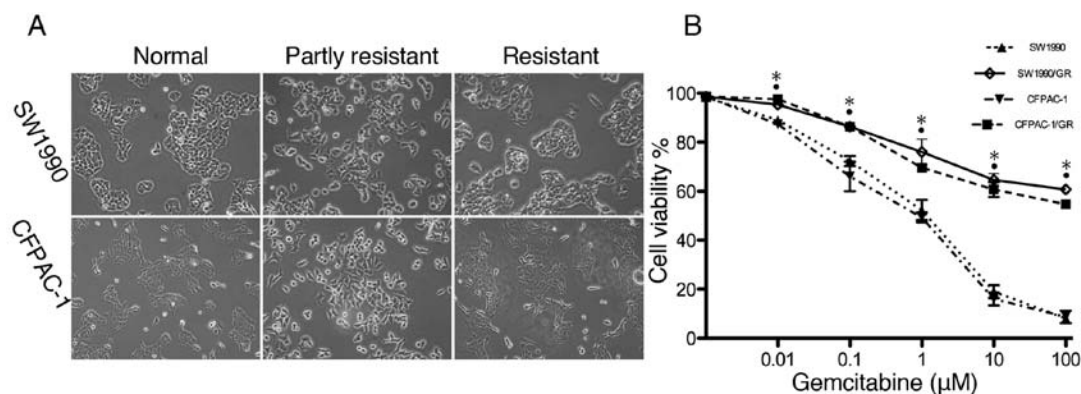 A
Normal
Partly resistant
Resistant
SW1990
CFPAC-1
B
SW1990
SW1990/GR
CFPAC-1
CFPAC-1/GR
Cell viability %
100
80
60
40
20
0
* * * * *
0.01 0.1 1 10 100
Gemcitabine (μM)